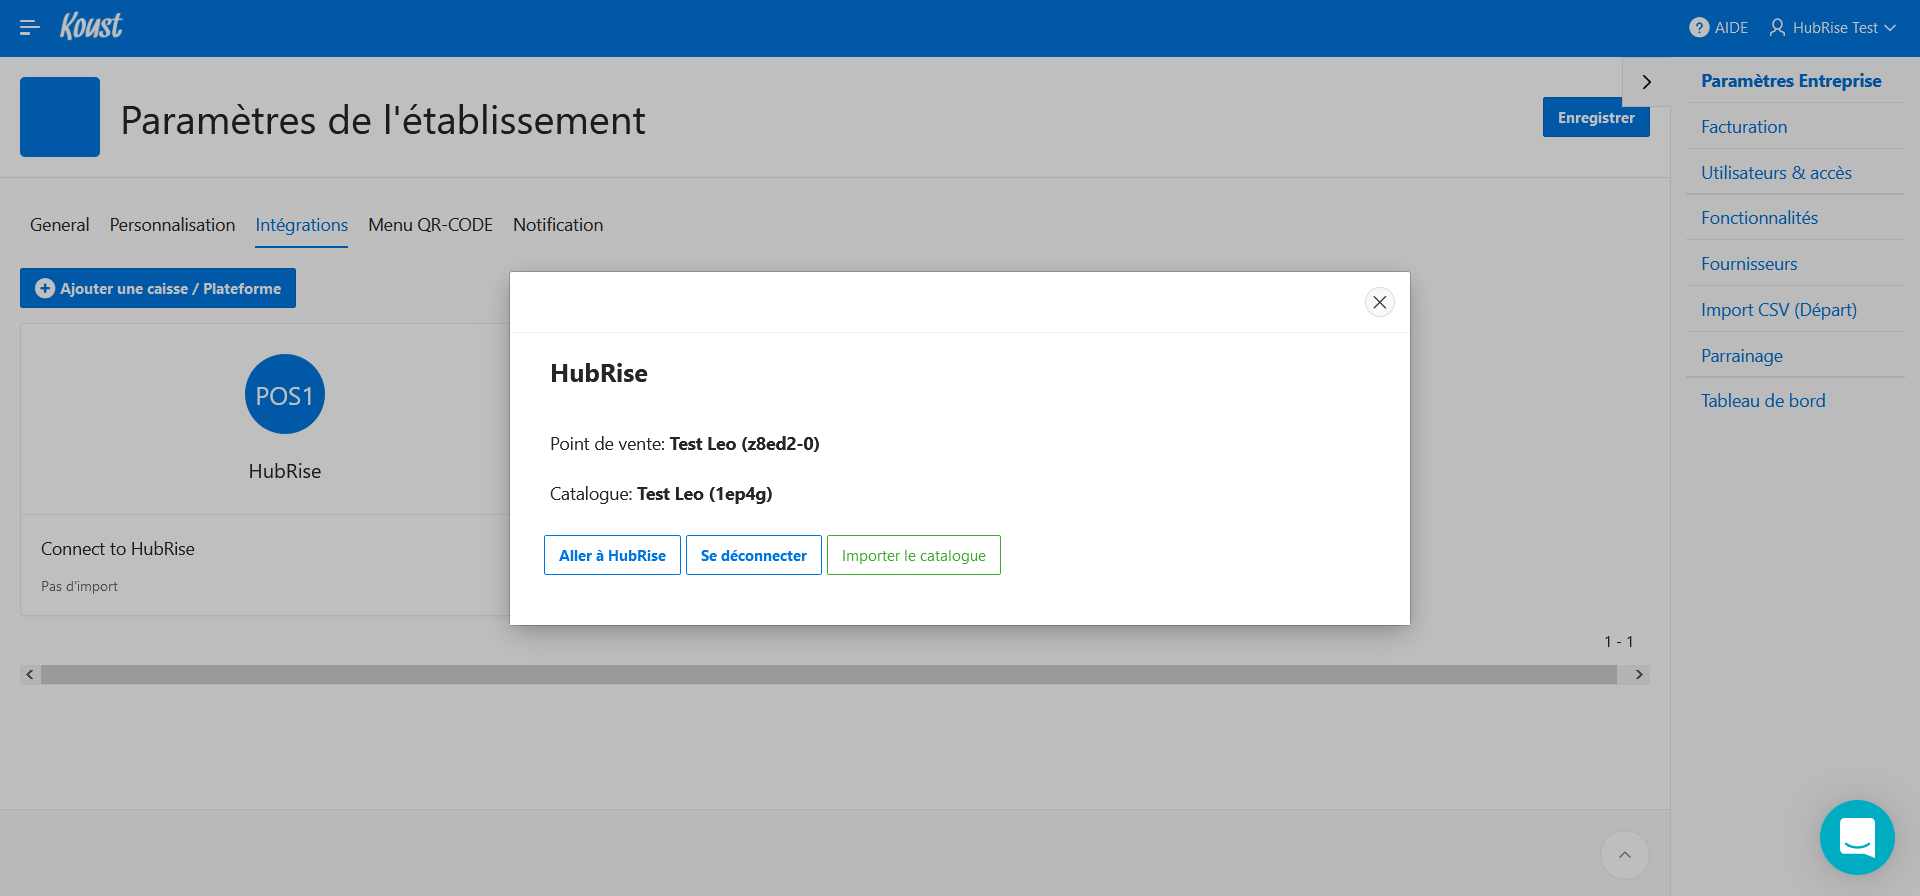 Koust
? AIDE
HubRise Test
Paramètres de l'établissement
Enregistrer
Paramètres Entreprise
Facturation
Utilisateurs & accès
Fonctionnalités
Fournisseurs
Import CSV (Départ)
Parrainage
Tableau de bord
General Personnalisation Intégrations Menu QR-CODE Notification
Ajouter une caisse / Plateforme
POS1
HubRise
Connect to HubRise
Pas d'import
HubRise
Point de vente: Test Leo (z8ed2-0)
Catalogue: Test Leo (1ep4g)
Aller à HubRise Se déconnecter Importer le catalogue
1 - 1